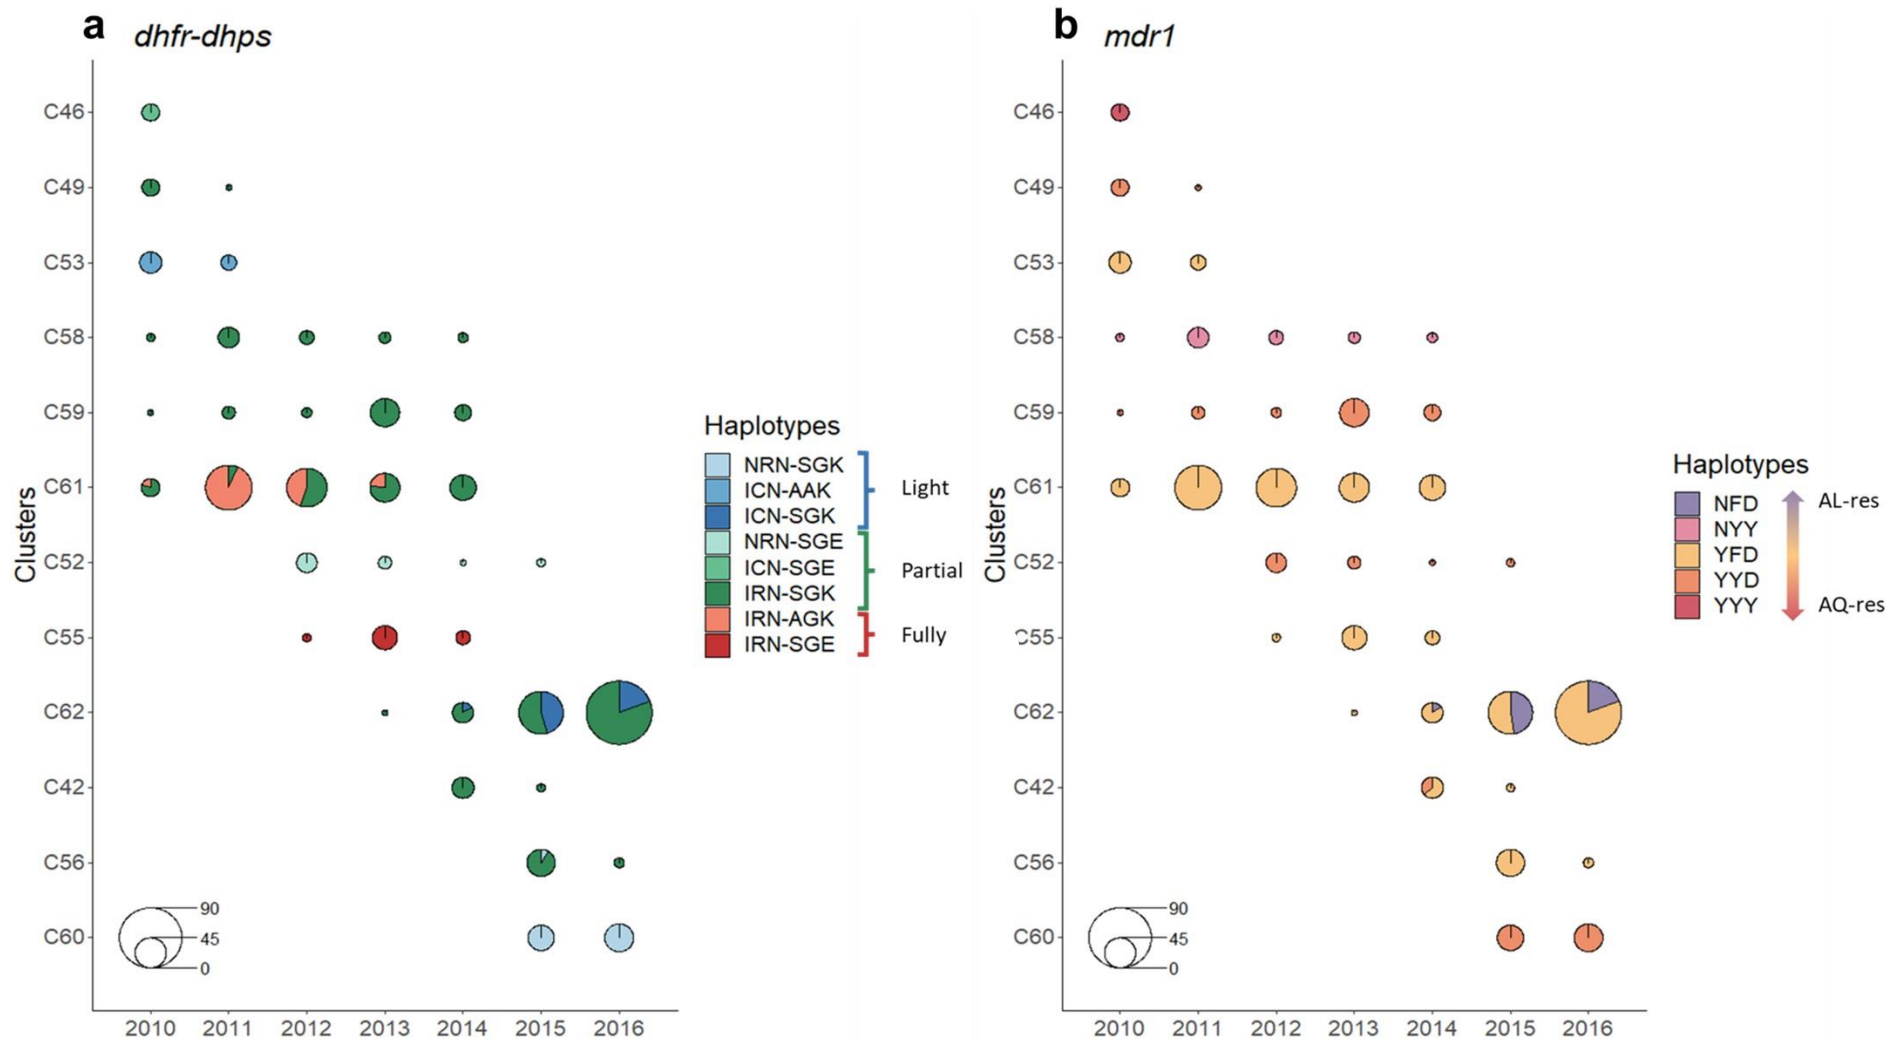 a dhfr-dhps
C46
C49
C53
C58
C59
C61
C52
C55
C62
C42
C56
C60
Clusters
90
45
0
2010 2011 2012 2013 2014 2015 2016
Haplotypes
NRN-SGK
ICN-AAK
ICN-SGK
NRN-SGE
ICN-SGE
IRN-SGK
IRN-AGK
IRN-SGE
Light
Partial
Fully
b mdr1
C46
C49
C53
C58
C59
C61
C52
C55
C62
C42
C56
C60
Clusters
90
45
0
2010 2011 2012 2013 2014 2015 2016
Haplotypes
NFD
NYY
YFD
YYD
YYY
AL-res
AQ-res